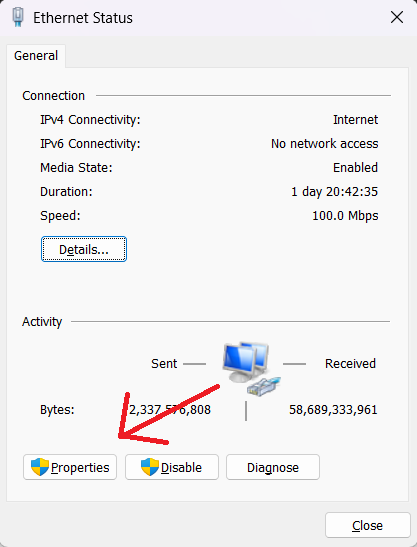 Ethernet Status
General
Connection
IPv4 Connectivity: Internet
IPv6 Connectivity: No network access
Media State: Enabled
Duration: 1 day 20:42:35
Speed: 100.0 Mbps
Details...
Activity
Sent Received
Bytes: 2,337,576,808 58,689,333,961
Properties Disable Diagnose
Close